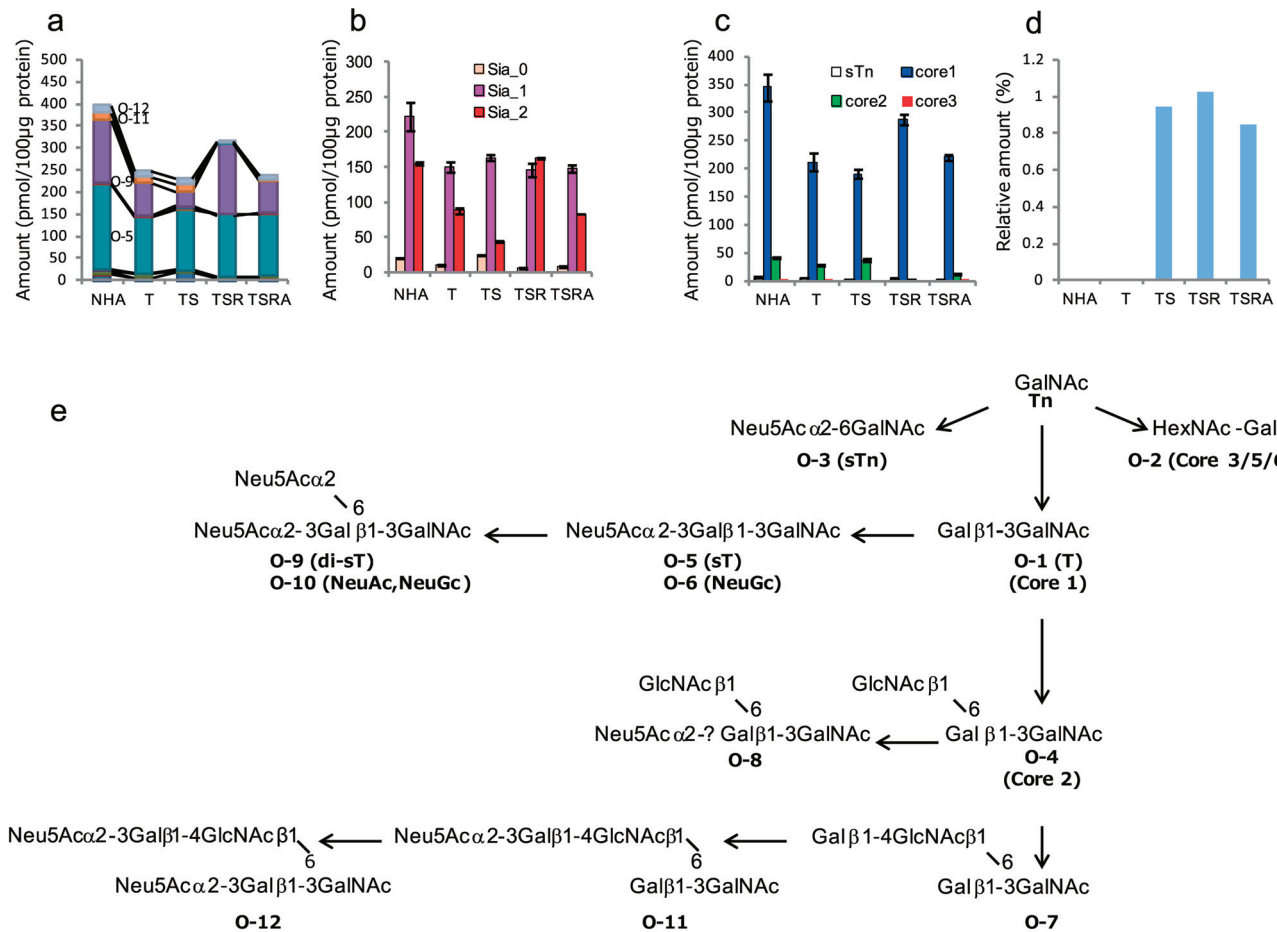 a
Amount (pmol/100µg protein)
500
450
400
350
300
250
200
150
100
50
0
O-12
O-11
O-9
O-5
NHA T TS TSR TSRA
b
Amount (pmol/100µg protein)
300
250
200
150
100
50
0
Sia_0
Sia_1
Sia_2
NHA T TS TSR TSRA
c
Amount (pmol/100µg protein)
400
350
300
250
200
150
100
50
0
sTn core1
core2 core3
NHA T TS TSR TSRA
d
Relative amount (%)
1.2
1
0.8
0.6
0.4
0.2
0
NHA T TS TSR TSRA
e
GalNAc
Tn
Neu5Acα2-6GalNAc
O-3 (sTn)
HexNAc-Gal
O-2 (Core 3/5/
Neu5Acα2
6
Neu5Acα2-3Galβ1-3GalNAc
O-9 (di-sT)
O-10 (NeuAc,NeuGc)
Neu5Acα2-3Galβ1-3GalNAc
O-5 (sT)
O-6 (NeuGc)
Galβ1-3GalNAc
O-1 (T)
(Core 1)
GlcNAcβ1
6
Neu5Acα2-? Galβ1-3GalNAc
O-8
GlcNAcβ1
6
Galβ1-3GalNAc
O-4
(Core 2)
Neu5Acα2-3Galβ1-4GlcNAcβ1
6
Neu5Acα2-3Galβ1-3GalNAc
O-12
Neu5Acα2-3Galβ1-4GlcNAcβ1
6
Galβ1-3GalNAc
O-11
Galβ1-4GlcNAcβ1
6
Galβ1-3GalNAc
O-7